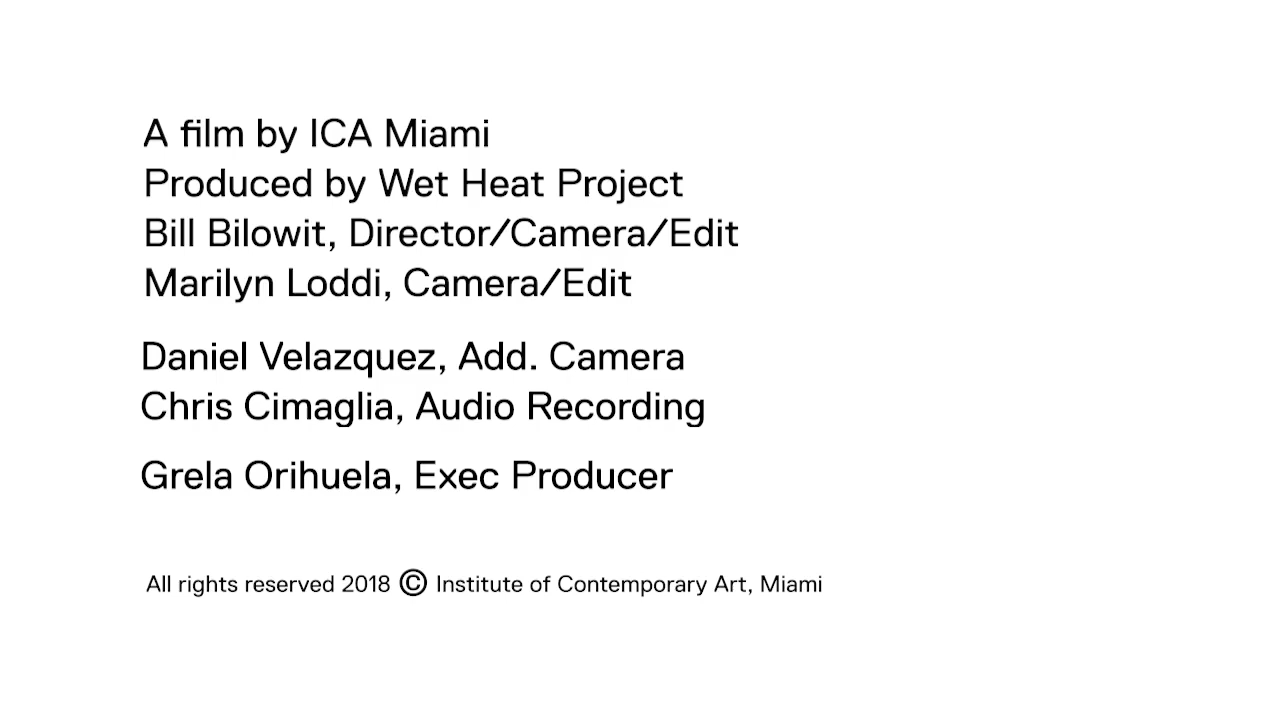 A film by ICA Miami
Produced by Wet Heat Project
Bill Bilowit, Director/Camera/Edit
Marilyn Loddi, Camera/Edit
Daniel Velazquez, Add. Camera
Chris Cimaglia, Audio Recording
Grela Orihuela, Exec Producer
All rights reserved 2018 © Institute of Contemporary Art, Miami